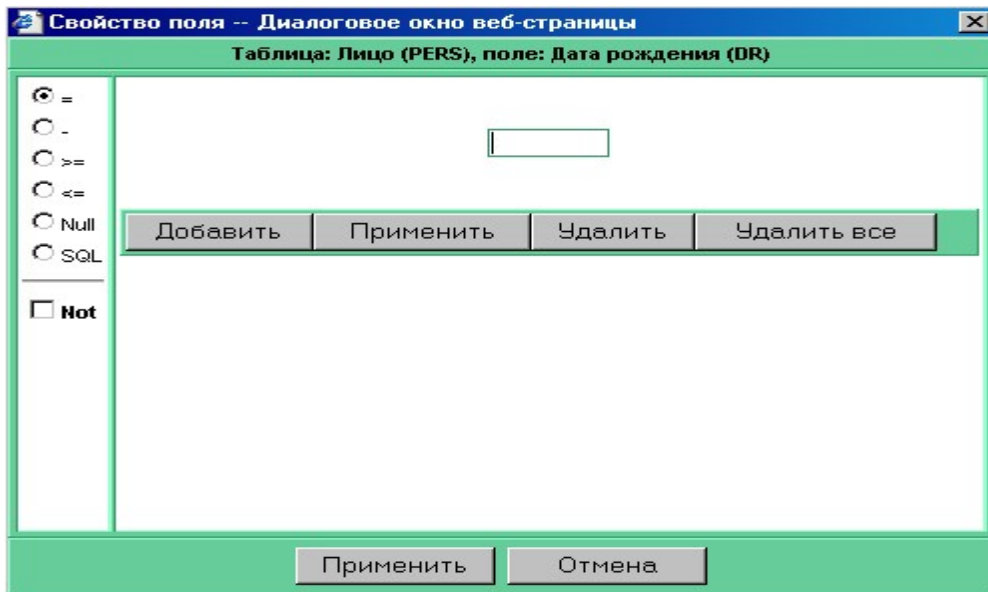 Свойство поля -- Диалоговое окно веб-страницы
Таблица: Лицо (PERS), поле: Дата рождения (DR)
=
-
>=
<=
Null
SQL
Not
Добавить Применить Удалить Удалить все
Применить Отмена